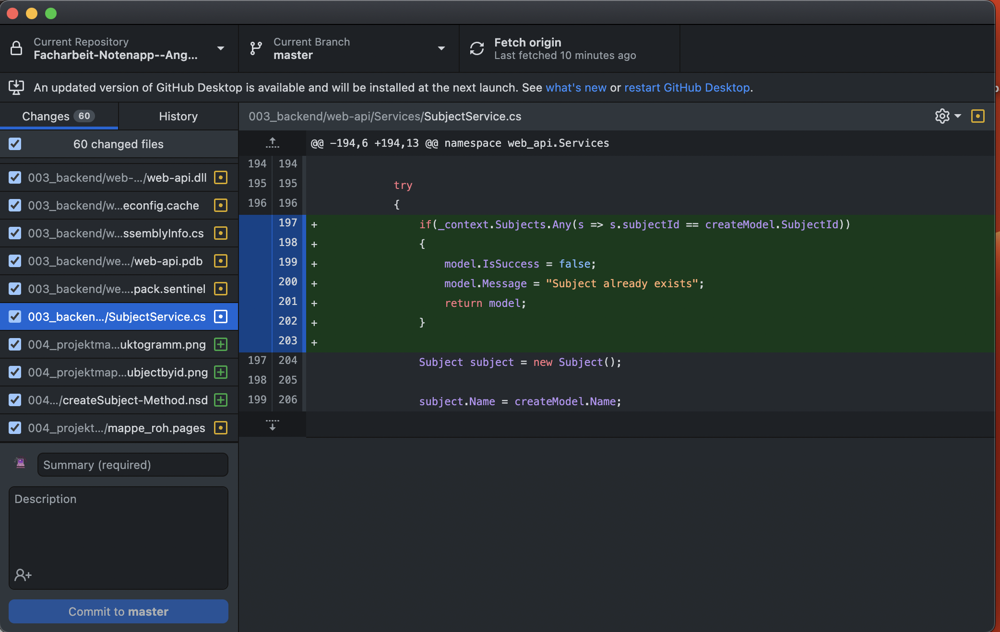 Current Repository
Facharbeit-Notenapp--Ang...
Current Branch
master
Fetch origin
Last fetched 10 minutes ago
An updated version of GitHub Desktop is available and will be installed at the next launch. See what's new or restart GitHub Desktop.
Changes 60
History
003_backend/web-api/Services/SubjectService.cs
60 changed files
003_backend/web-.../web-api.dll
003_backend/w...econfig.cache
003_backend/w...ssemblyInfo.cs
003_backend/we.../web-api.pdb
003_backend/we....pack.sentinel
003_backen.../SubjectService.cs
004_projektma...uktogramm.png
004_projektmap...ubjectbyid.png
004.../createSubject-Method.nsd
004_projekt.../mappe_roh.pages
@@ -194,6 +194,13 @@ namespace web_api.Services
194 194
195 195 try
196 196 {
197 + if(_context.Subjects.Any(s => s.subjectId == createModel.SubjectId))
198 + {
199 + model.IsSuccess = false;
200 + model.Message = "Subject already exists";
201 + return model;
202 + }
203 +
197 204 Subject subject = new Subject();
198 205
199 206 subject.Name = createModel.Name;
Summary (required)
Description
Commit to master